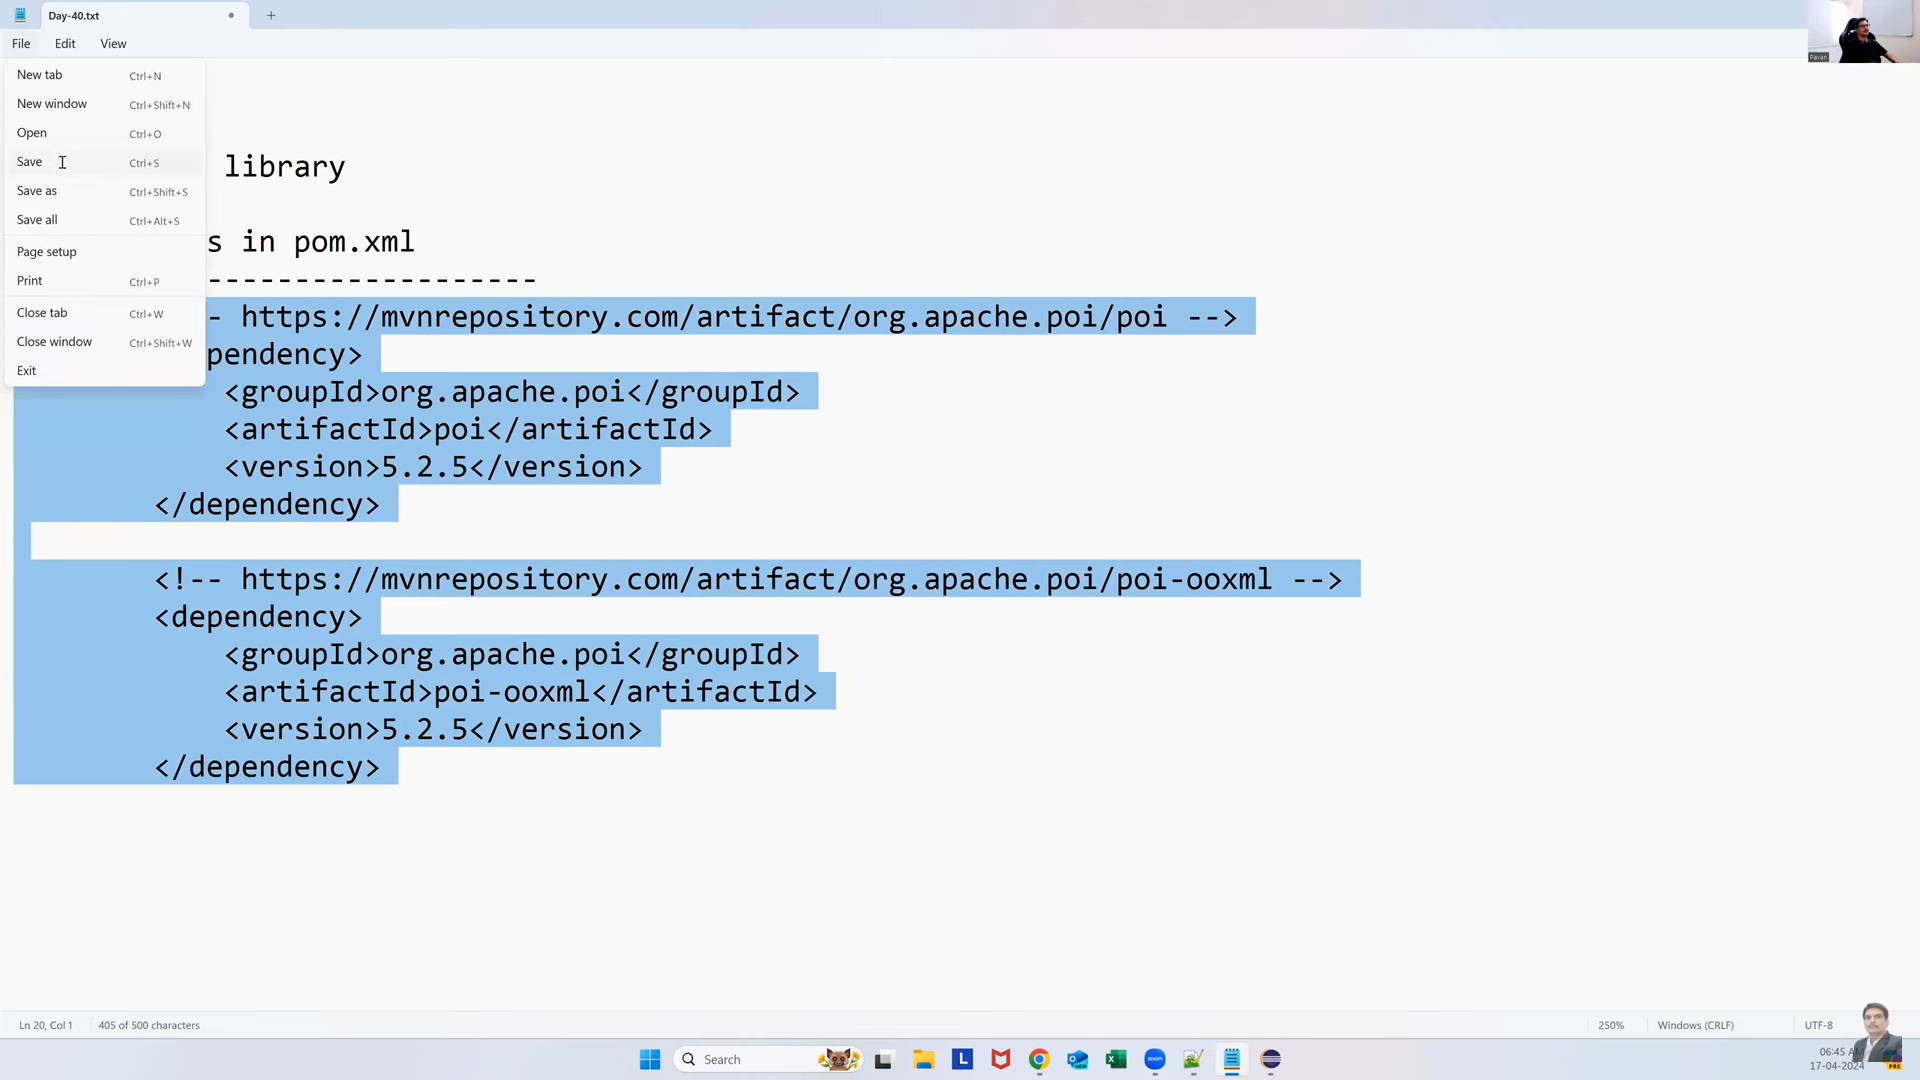 Day-40.txt
File Edit View
Pavan
New tab Ctrl+N
New window Ctrl+Shift+N
Open Ctrl+O
Save Ctrl+S
Save as Ctrl+Shift+S
Save all Ctrl+Alt+S
Page setup
Print Ctrl+P
Close tab Ctrl+W
Close window Ctrl+Shift+W
Exit
library
s in pom.xml
-------------------
- https://mvnrepository.com/artifact/org.apache.poi/poi -->
pendency>
<groupId>org.apache.poi</groupId>
<artifactId>poi</artifactId>
<version>5.2.5</version>
</dependency>
<!-- https://mvnrepository.com/artifact/org.apache.poi/poi-ooxml -->
<dependency>
<groupId>org.apache.poi</groupId>
<artifactId>poi-ooxml</artifactId>
<version>5.2.5</version>
</dependency>
Ln 20, Col 1 405 of 500 characters 250% Windows (CRLF) UTF-8
Search
L
zoom
06:45
17-04-2024
PRE